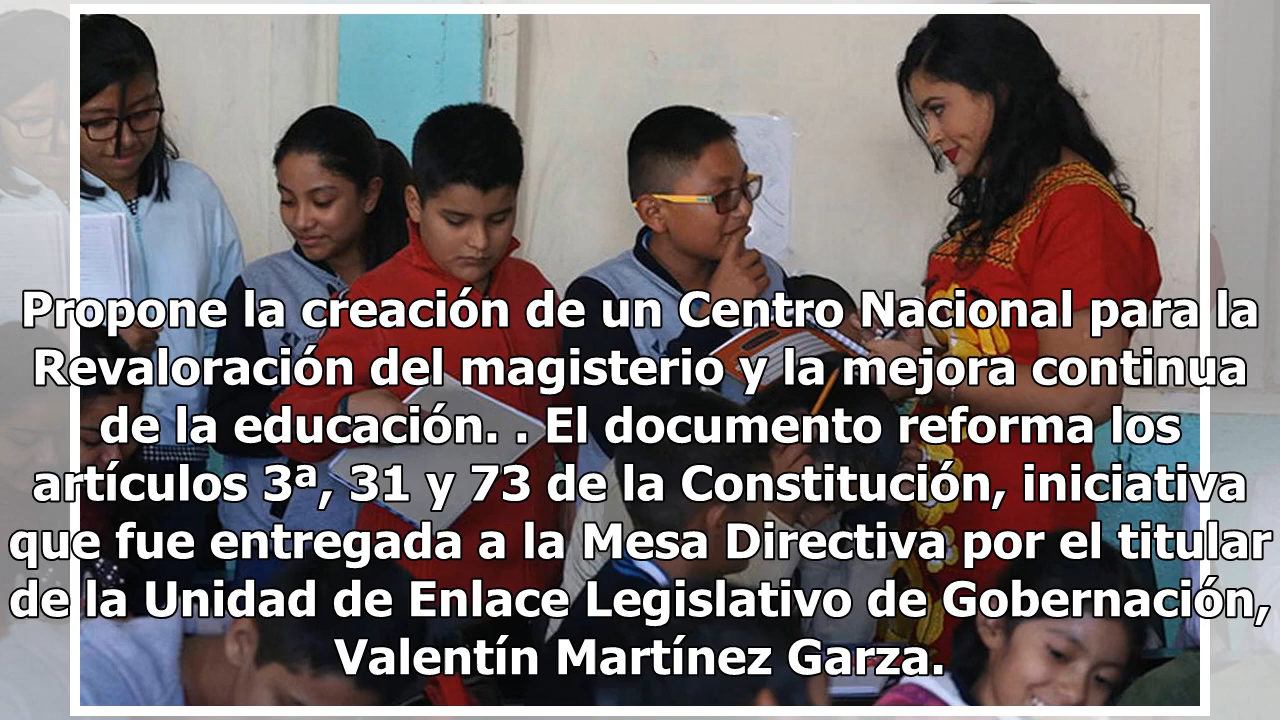 Propone la creación de un Centro Nacional para la
Revaloración del magisterio y la mejora continua
de la educación. . El documento reforma los
artículos 3ª, 31 y 73 de la Constitución, iniciativa
que fue entregada a la Mesa Directiva por el titular
de la Unidad de Enlace Legislativo de Gobernación,
Valentín Martínez Garza.